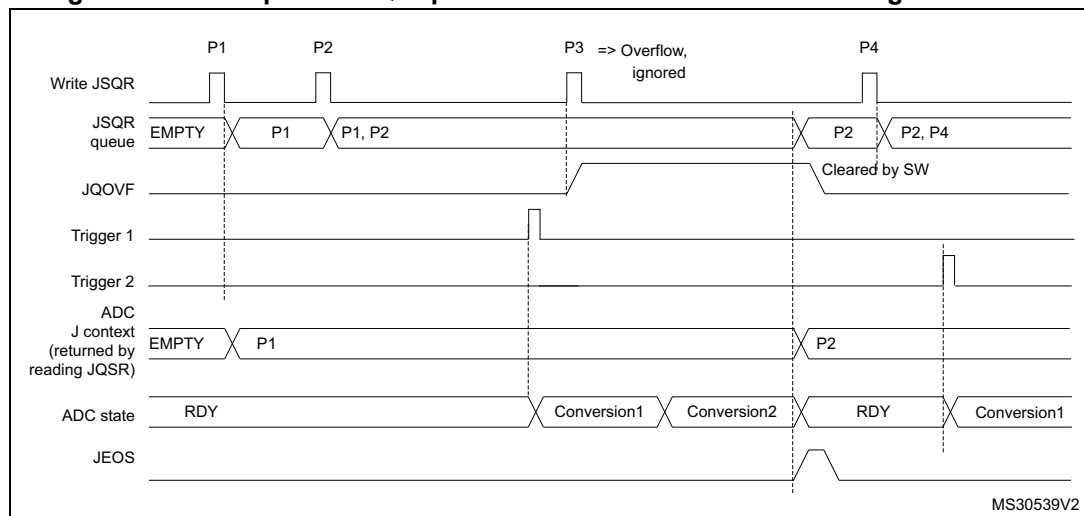 P1 P2 P3 => Overflow, P4
ignored
Write JSQR
JSQR
queue
EMPTY P1 P1, P2 P2 P2, P4
Cleared by SW
JQOVF
Trigger 1
Trigger 2
ADC
J context
(returned by
reading JQSR)
EMPTY P1 P2
ADC state RDY Conversion1 Conversion2 RDY Conversion1
JEOS
MS30539V2